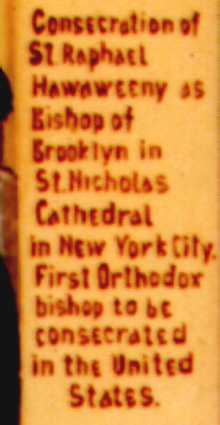 Consecration of
St. Raphael
Hawaweeny as
Bishop of
Brooklyn in
St. Nicholas
Cathedral
in New York City.
First Orthodox
bishop to be
consecrated
in the United
States.